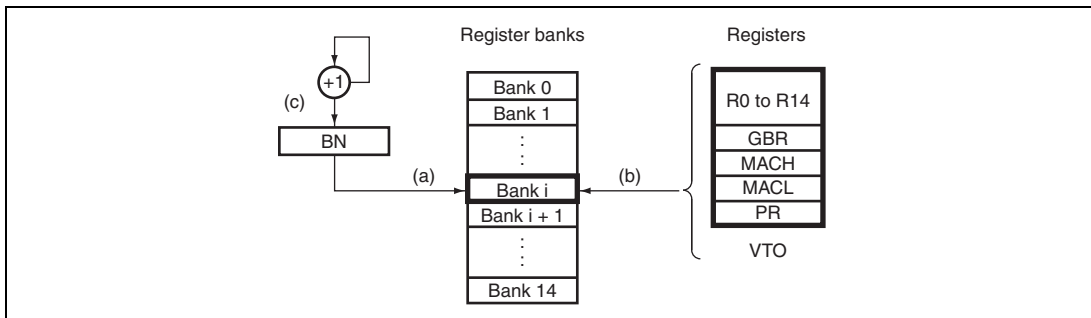 Register banks
Registers
+1
(c)
BN
(a)
Bank 0
Bank 1
Bank i
Bank i + 1
Bank 14
(b)
R0 to R14
GBR
MACH
MACL
PR
VTO